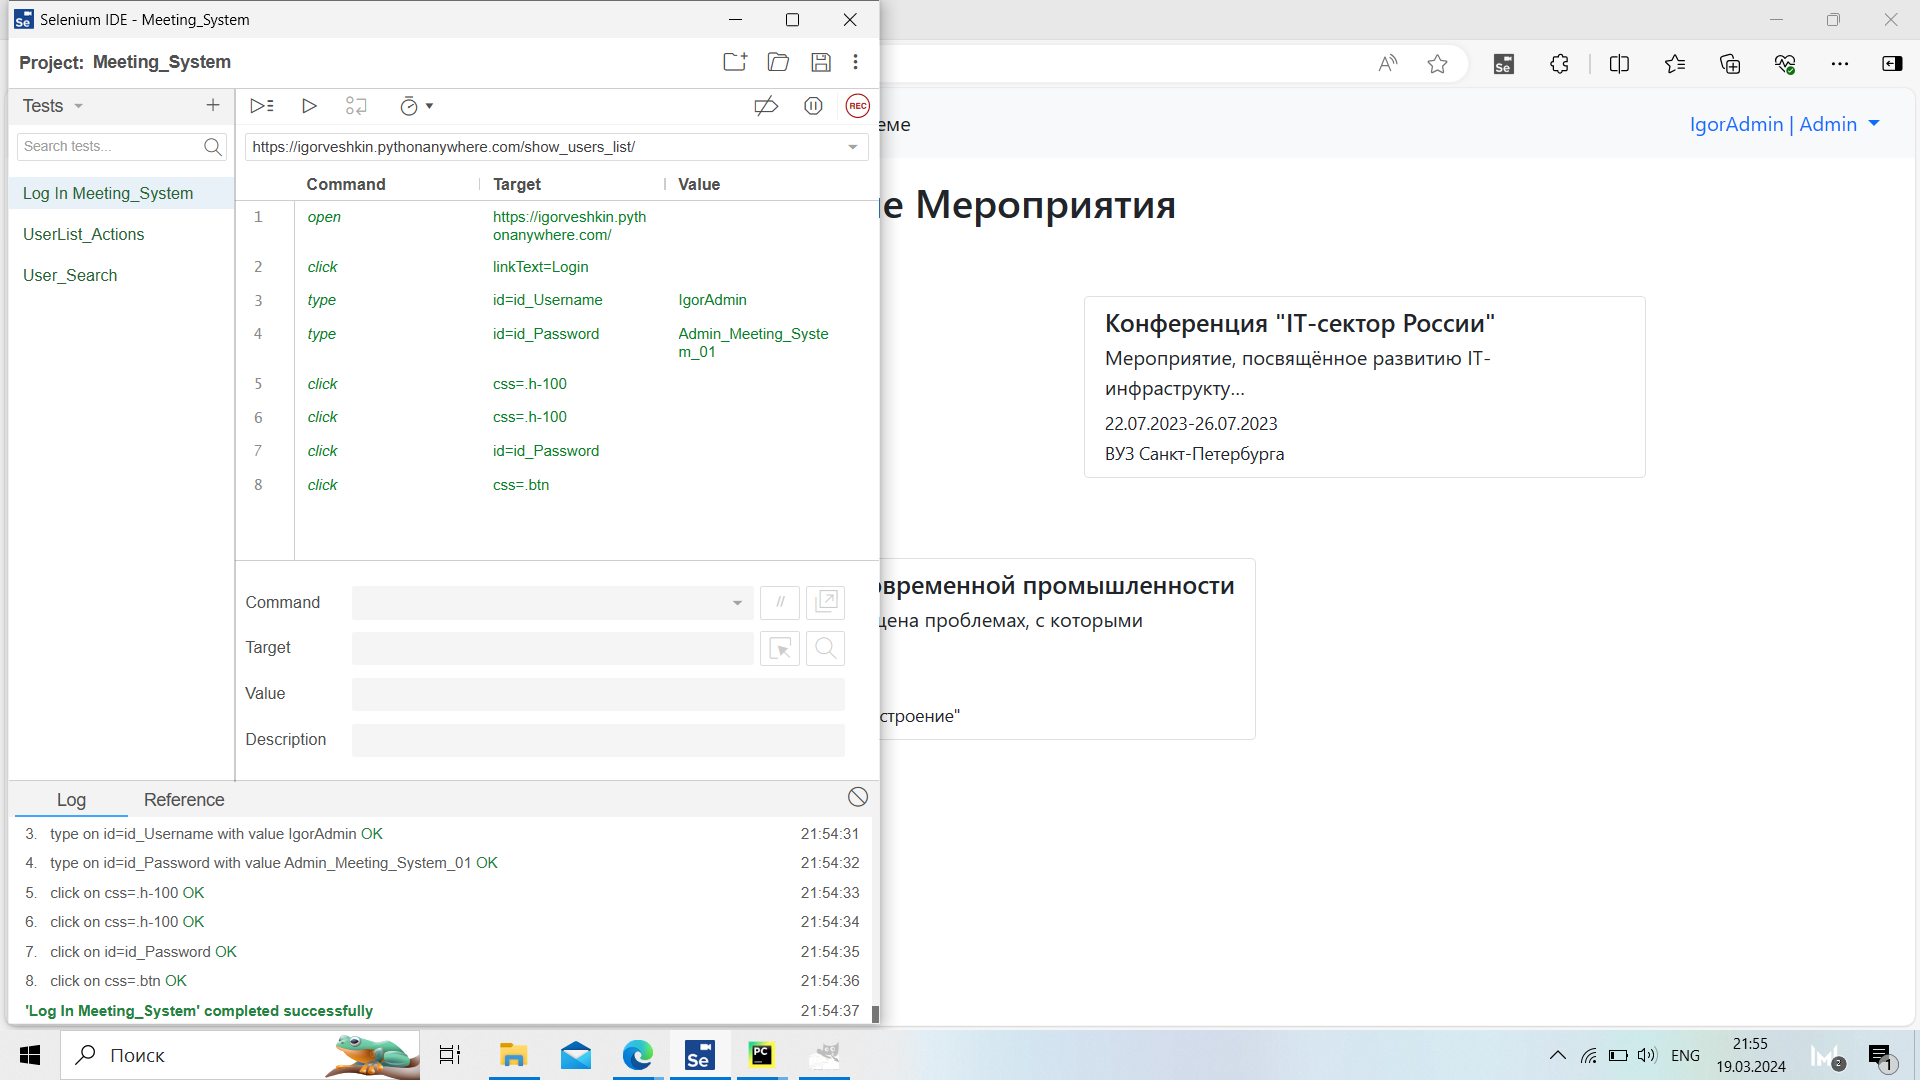 Selenium IDE - Meeting_System
Project: Meeting_System
Tests
REC
Search tests...
https://igorveshkin.pythonanywhere.com/show_users_list/
Log In Meeting_System
UserList_Actions
User_Search
Command Target Value
1 open https://igorveshkin.pyth
onanywhere.com/
2 click linkText=Login
3 type id=id_Username IgorAdmin
4 type id=id_Password Admin_Meeting_Syste
m_01
5 click css=.h-100
6 click css=.h-100
7 click id=id_Password
8 click css=.btn
Command
//
Target
Value
Description
Log Reference
3. type on id=id_Username with value IgorAdmin OK 21:54:31
4. type on id=id_Password with value Admin_Meeting_System_01 OK 21:54:32
5. click on css=.h-100 OK 21:54:33
6. click on css=.h-100 OK 21:54:34
7. click on id=id_Password OK 21:54:35
8. click on css=.btn OK 21:54:36
'Log In Meeting_System' completed successfully 21:54:37
Se
еме
IgorAdmin | Admin
е Мероприятия
Конференция "IT-сектор России"
Мероприятие, посвящённое развитию IT-
инфраструкту...
22.07.2023-26.07.2023
ВУЗ Санкт-Петербурга
овременной промышленности
цена проблемах, с которыми
строение"
Поиск
Se
PC
ENG
21:55
19.03.2024
2
1